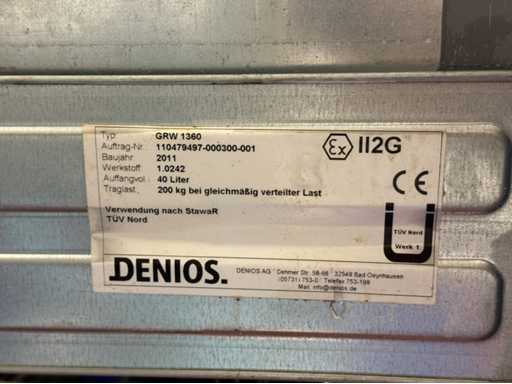 Typ: GRW 1360
Auftrag-Nr.: 110479497-000300-001
Baujahr: 2011
Werkstoff: 1.0242
Auffangvol.: 40 Liter
Traglast: 200 kg bei gleichmäßig verteilter Last
Verwendung nach StawaR
TÜV Nord
Ex II2G
CE
TÜV Nord
Werk 1
DENIOS.
DENIOS AG · Dehmer Str. 58-66 · 32549 Bad Oeynhausen
(05731) 753-0 · Telefax 753-199
Mail: info@denios.de